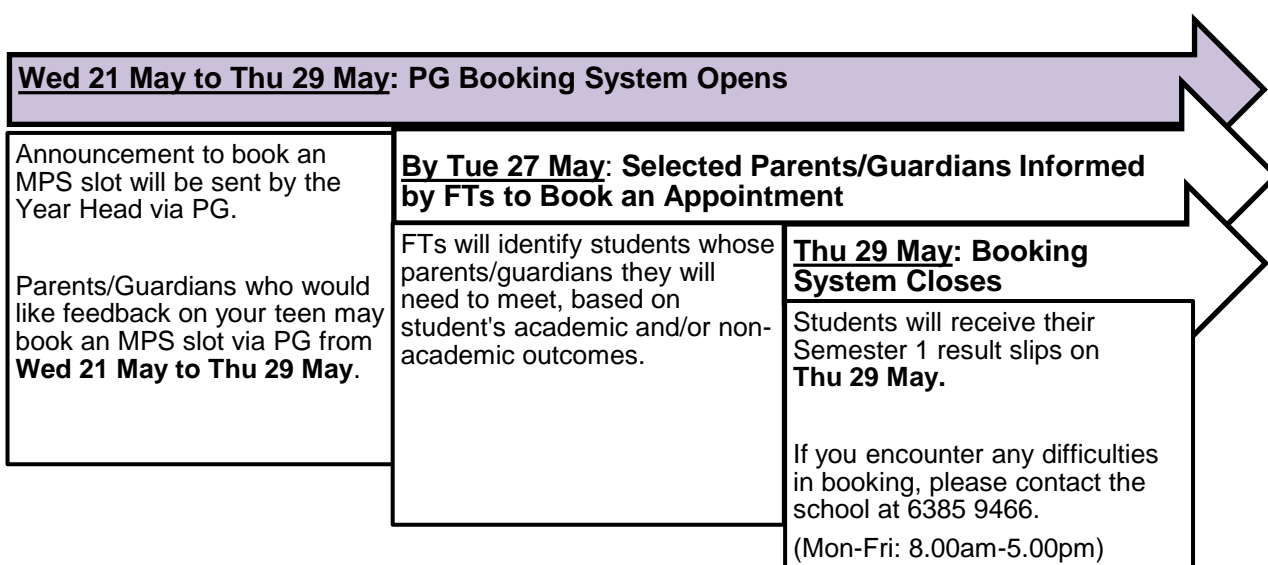 Wed 21 May to Thu 29 May: PG Booking System Opens
Announcement to book an
MPS slot will be sent by the
Year Head via PG.
Parents/Guardians who would
like feedback on your teen may
book an MPS slot via PG from
Wed 21 May to Thu 29 May.
By Tue 27 May: Selected Parents/Guardians Informed
by FTs to Book an Appointment
FTs will identify students whose
parents/guardians they will
need to meet, based on
student's academic and/or non-
academic outcomes.
Thu 29 May: Booking
System Closes
Students will receive their
Semester 1 result slips on
Thu 29 May.
If you encounter any difficulties
in booking, please contact the
school at 6385 9466.
(Mon-Fri: 8.00am-5.00pm)